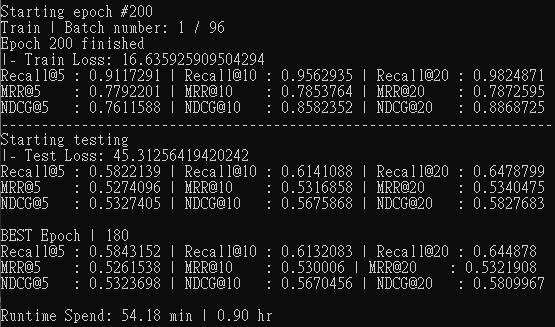 Starting epoch #200
Train | Batch number: 1 / 96
Epoch 200 finished
|- Train Loss: 16.635925909504294
Recall@5 : 0.9117291 | Recall@10 : 0.9562935 | Recall@20 : 0.9824871
MRR@5 : 0.7792201 | MRR@10 : 0.7853764 | MRR@20 : 0.7872595
NDCG@5 : 0.7611588 | NDCG@10 : 0.8582352 | NDCG@20 : 0.8868725
--------------------------------------------------------------------------------
Starting testing
|- Test Loss: 45.31256419420242
Recall@5 : 0.5822139 | Recall@10 : 0.6141088 | Recall@20 : 0.6478799
MRR@5 : 0.5274096 | MRR@10 : 0.5316858 | MRR@20 : 0.5340475
NDCG@5 : 0.5327405 | NDCG@10 : 0.5675868 | NDCG@20 : 0.5827683
BEST Epoch | 180
Recall@5 : 0.5843152 | Recall@10 : 0.6132083 | Recall@20 : 0.644878
MRR@5 : 0.5261538 | MRR@10 : 0.530006 | MRR@20 : 0.5321908
NDCG@5 : 0.5323698 | NDCG@10 : 0.5670456 | NDCG@20 : 0.5809967
Runtime Spend: 54.18 min | 0.90 hr